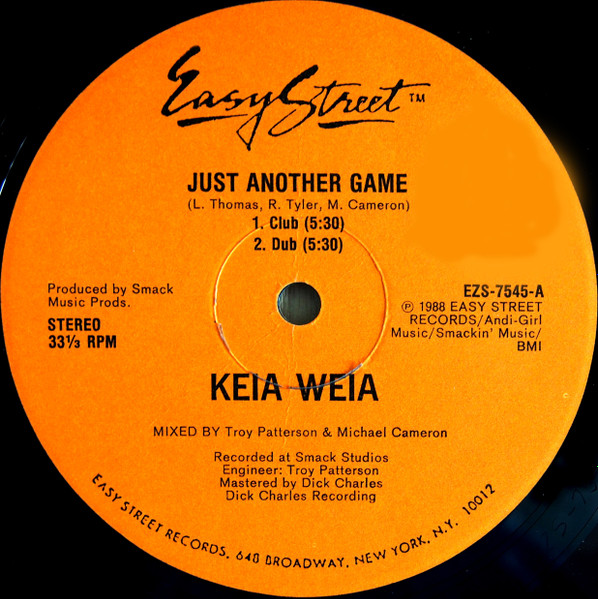 Easy Street ™
JUST ANOTHER GAME
(L. Thomas, R. Tyler, M. Cameron)
1. Club (5:30)
2. Dub (5:30)
Produced by Smack
Music Prods.
STEREO
33⅓ RPM
EZS-7545-A
℗ 1988 EASY STREET
RECORDS/Andi-Girl
Music/Smackin' Music/
BMI
KEIA WEIA
MIXED BY Troy Patterson & Michael Cameron
Recorded at Smack Studios
Engineer: Troy Patterson
Mastered by Dick Charles
Dick Charles Recording
EASY STREET RECORDS, 648 BROADWAY, NEW YORK, N.Y. 10012